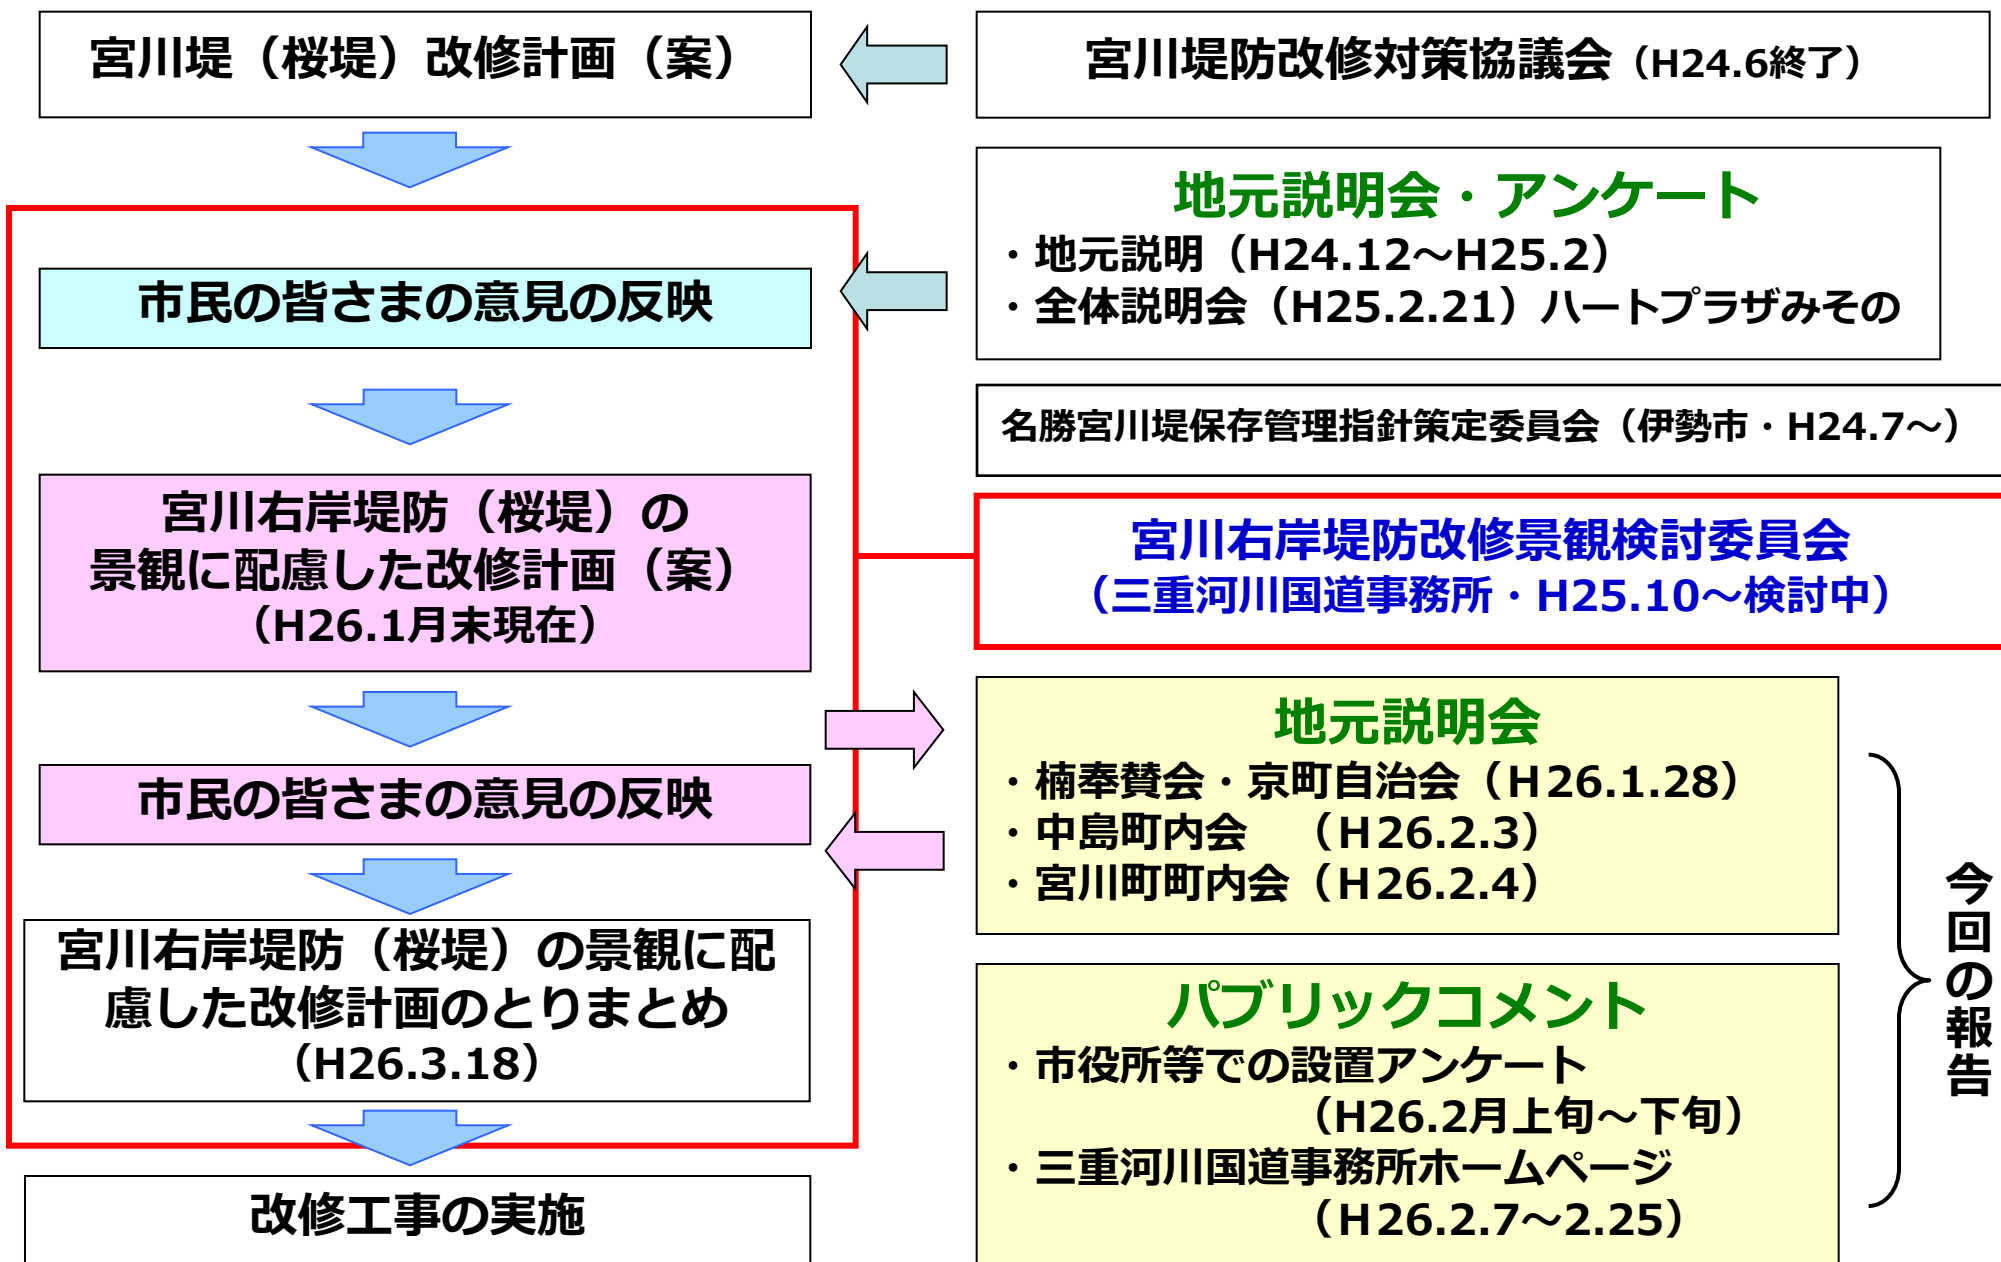 宮川堤（桜堤）改修計画（案）
宮川堤防改修対策協議会（H24.6終了）
地元説明会・アンケート
・地元説明（H24.12～H25.2）
・全体説明会（H25.2.21）ハートプラザみその
市民の皆さまの意見の反映
名勝宮川堤保存管理指針策定委員会（伊勢市・H24.7～）
宮川右岸堤防（桜堤）の
景観に配慮した改修計画（案）
（H26.1月末現在）
宮川右岸堤防改修景観検討委員会
（三重河川国道事務所・H25.10～検討中）
市民の皆さまの意見の反映
地元説明会
・楠奉賛会・京町自治会（H26.1.28）
・中島町内会　（H26.2.3）
・宮川町町内会（H26.2.4）
宮川右岸堤防（桜堤）の景観に配
慮した改修計画のとりまとめ
（H26.3.18）
パブリックコメント
・市役所等での設置アンケート
（H26.2月上旬～下旬）
・三重河川国道事務所ホームページ
（H26.2.7～2.25）
今回の報告
改修工事の実施